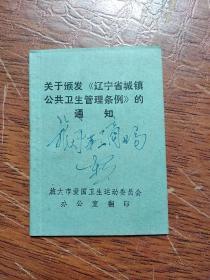 关于颁发《辽宁省城镇
公共卫生管理条例》的
通知
旅大市爱国卫生运动委员会
办公室翻印